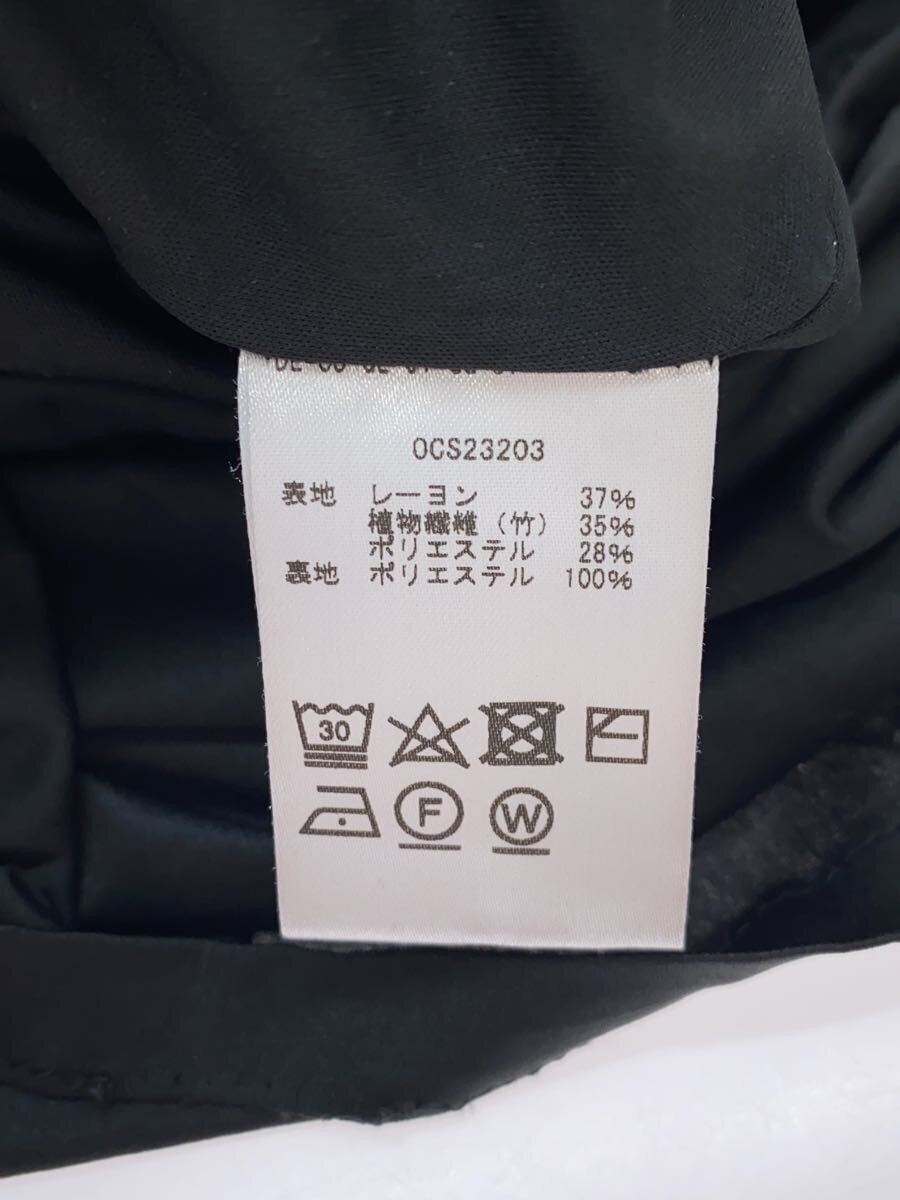 OCS23203
表地 レーヨン 37%
植物繊維(竹) 35%
ポリエステル 28%
裏地 ポリエステル 100%
30
F W